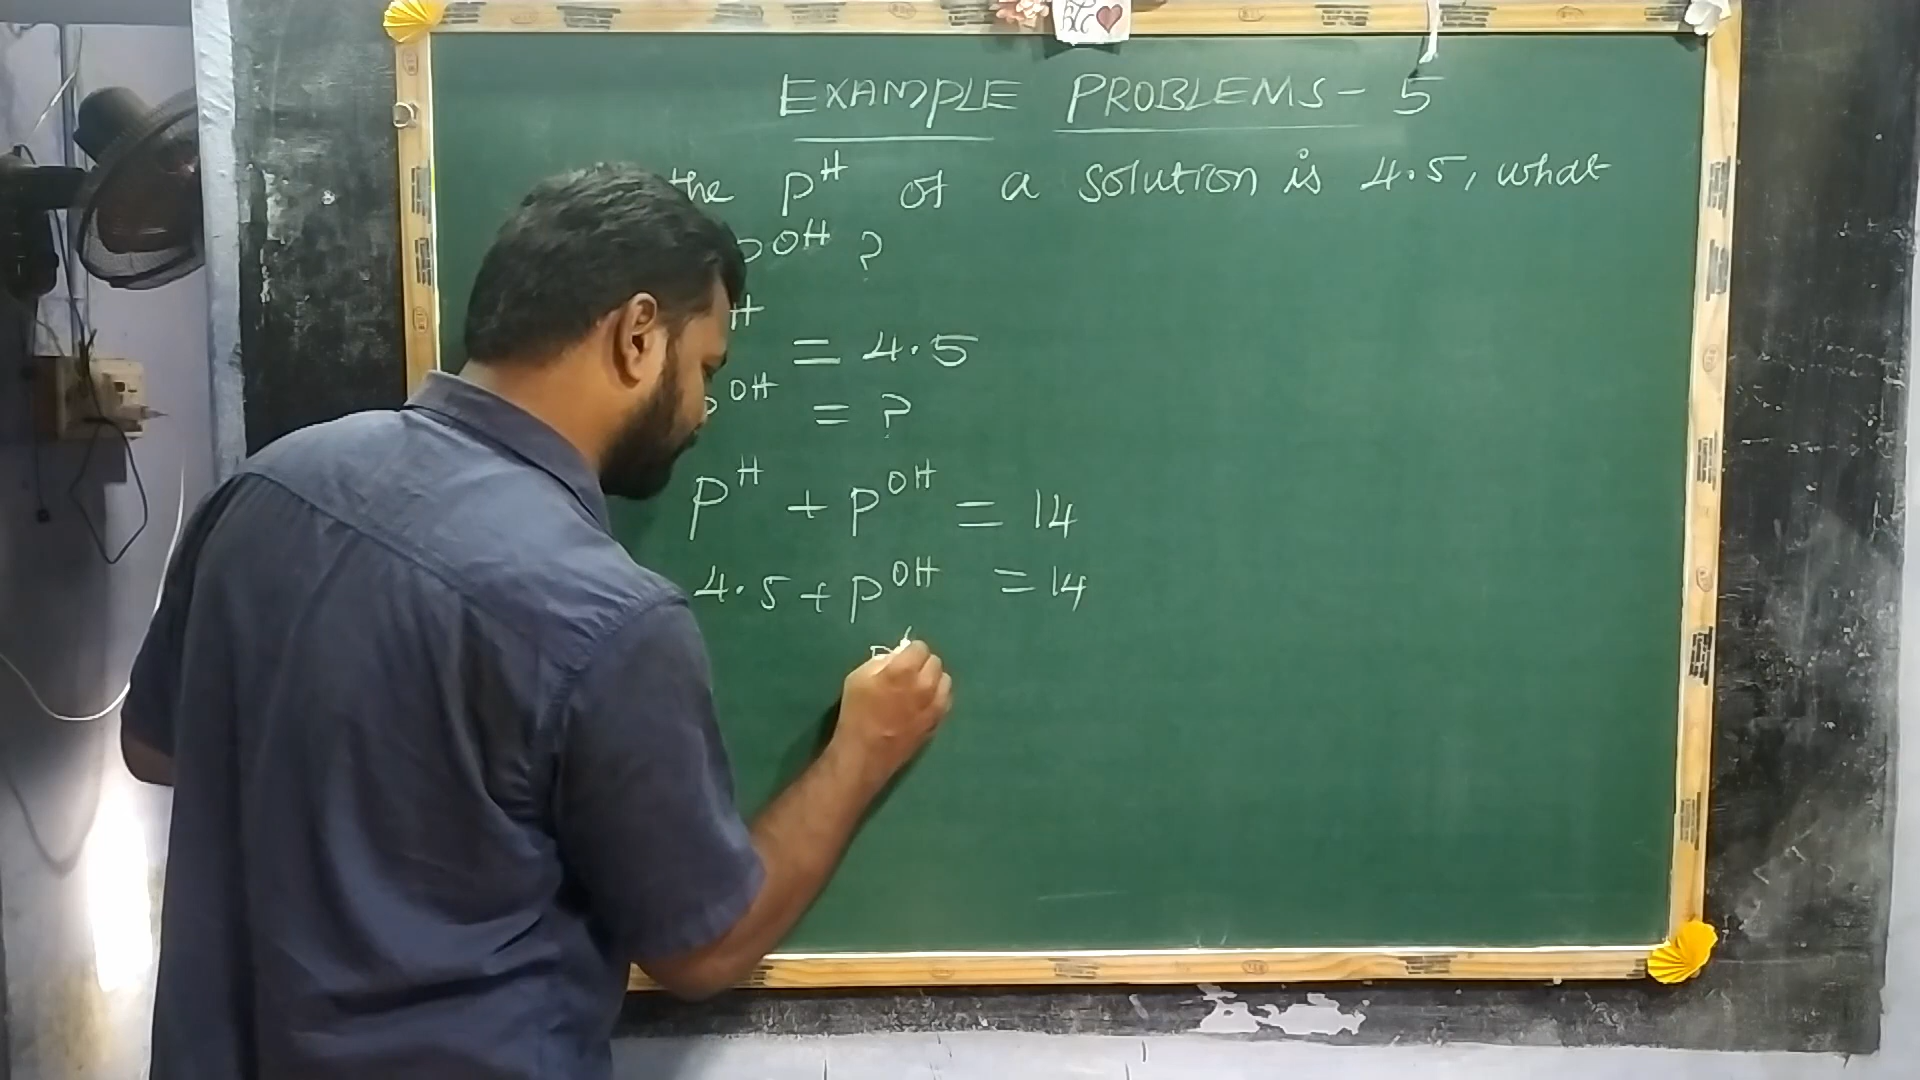 EXAMPLE PROBLEMS - 5
the pH of a solution is 4.5, what
pOH ?
H = 4.5
pOH = ?
pH + pOH = 14
4.5 + pOH = 14